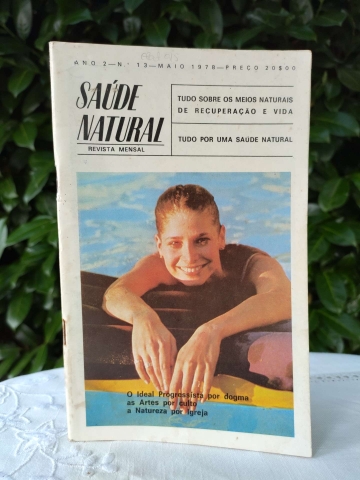 ANO 2—N.º 13—MAIO 1978—PREÇO 20$00
SAÚDE
NATURAL
REVISTA MENSAL
TUDO SOBRE OS MEIOS NATURAIS
DE RECUPERAÇÃO E VIDA
TUDO POR UMA SAÚDE NATURAL
O Ideal Progressista por dogma
as Artes por culto
a Natureza por Igreja